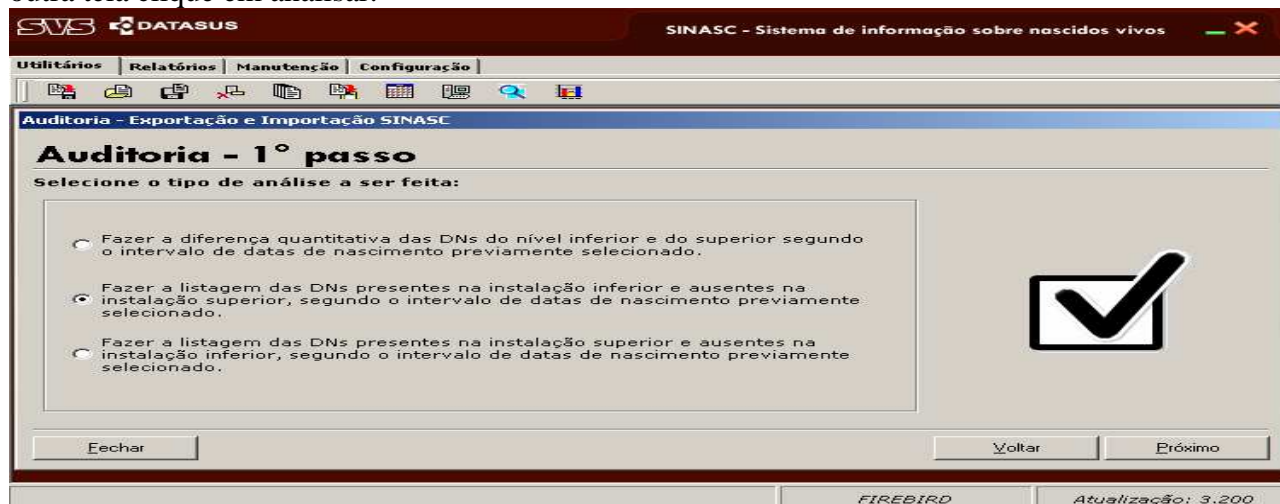 outra tela clique em analisar.
SVS DATASUS
SINASC - Sistema de informação sobre nascidos vivos
Utilitários Relatórios Manutenção Configuração
Auditoria - Exportação e Importação SINASC
Auditoria - 1° passo
Selecione o tipo de análise a ser feita:
Fazer a diferença quantitativa das DNs do nível inferior e do superior segundo
o intervalo de datas de nascimento previamente selecionado.
Fazer a listagem das DNs presentes na instalação inferior e ausentes na
instalação superior, segundo o intervalo de datas de nascimento previamente
selecionado.
Fazer a listagem das DNs presentes na instalação superior e ausentes na
instalação inferior, segundo o intervalo de datas de nascimento previamente
selecionado.
Fechar Voltar Próximo
FIREBIRD Atualização: 3.200